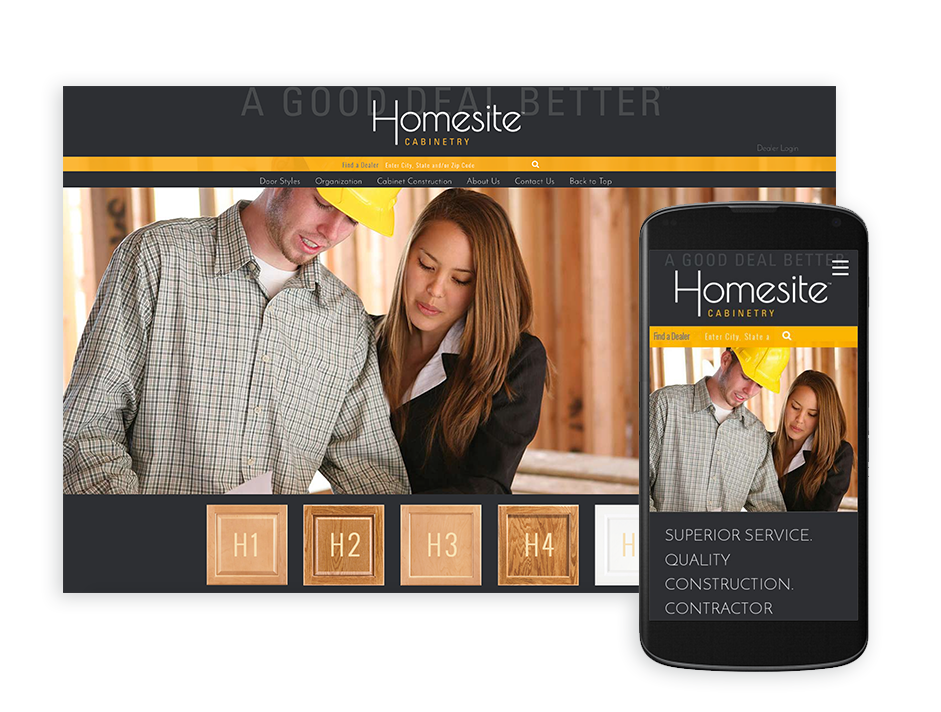 A GOOD DEAL BETTER™
Homesite
CABINETRY
Dealer Login
Find a Dealer Enter City, State and/or Zip Code
Door Styles Organization Cabinet Construction About Us Contact Us Back to Top
H1 H2 H3 H4 H
A GOOD DEAL BETTER
Homesite™
CABINETRY
Find a Dealer Enter City, State a
SUPERIOR SERVICE.
QUALITY
CONSTRUCTION.
CONTRACTOR